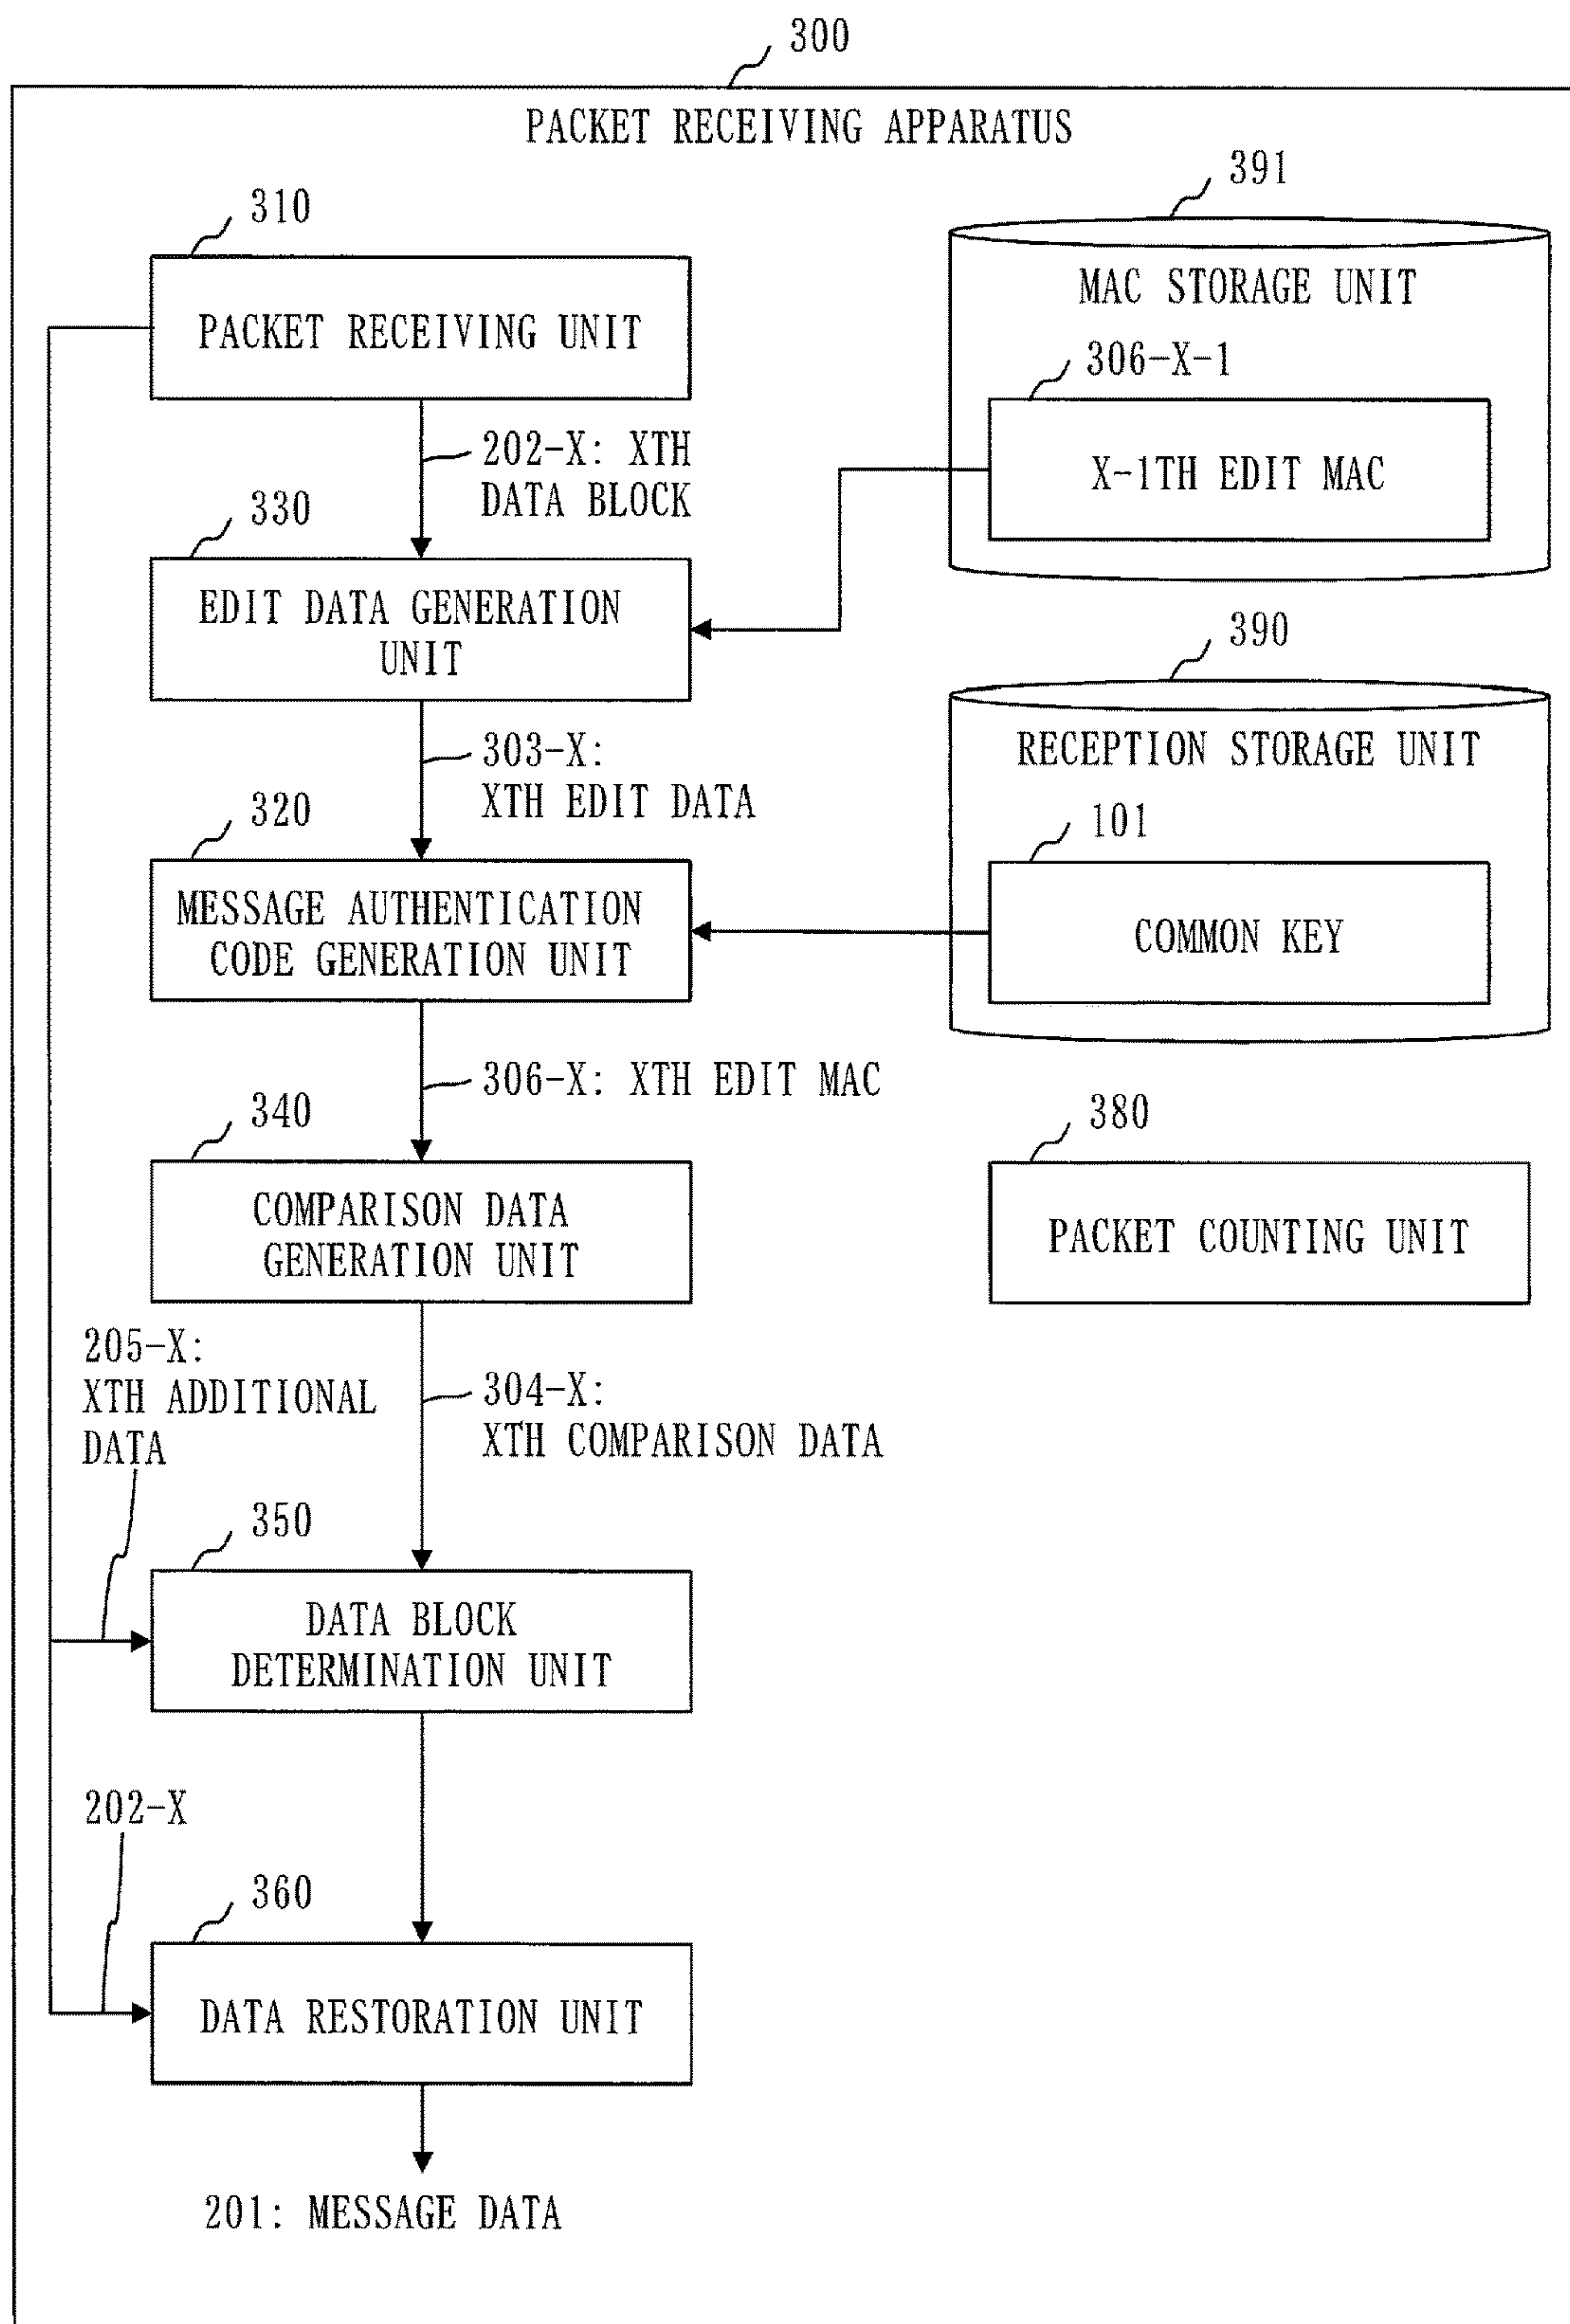 300
PACKET RECEIVING APPARATUS
310
PACKET RECEIVING UNIT
391
MAC STORAGE UNIT
306-X-1
X-1TH EDIT MAC
202-X: XTH
DATA BLOCK
330
EDIT DATA GENERATION
UNIT
390
RECEPTION STORAGE UNIT
101
COMMON KEY
303-X:
XTH EDIT DATA
320
MESSAGE AUTHENTICATION
CODE GENERATION UNIT
306-X: XTH EDIT MAC
340
COMPARISON DATA
GENERATION UNIT
380
PACKET COUNTING UNIT
205-X:
XTH ADDITIONAL
DATA
304-X:
XTH COMPARISON DATA
350
DATA BLOCK
DETERMINATION UNIT
202-X
360
DATA RESTORATION UNIT
201: MESSAGE DATA